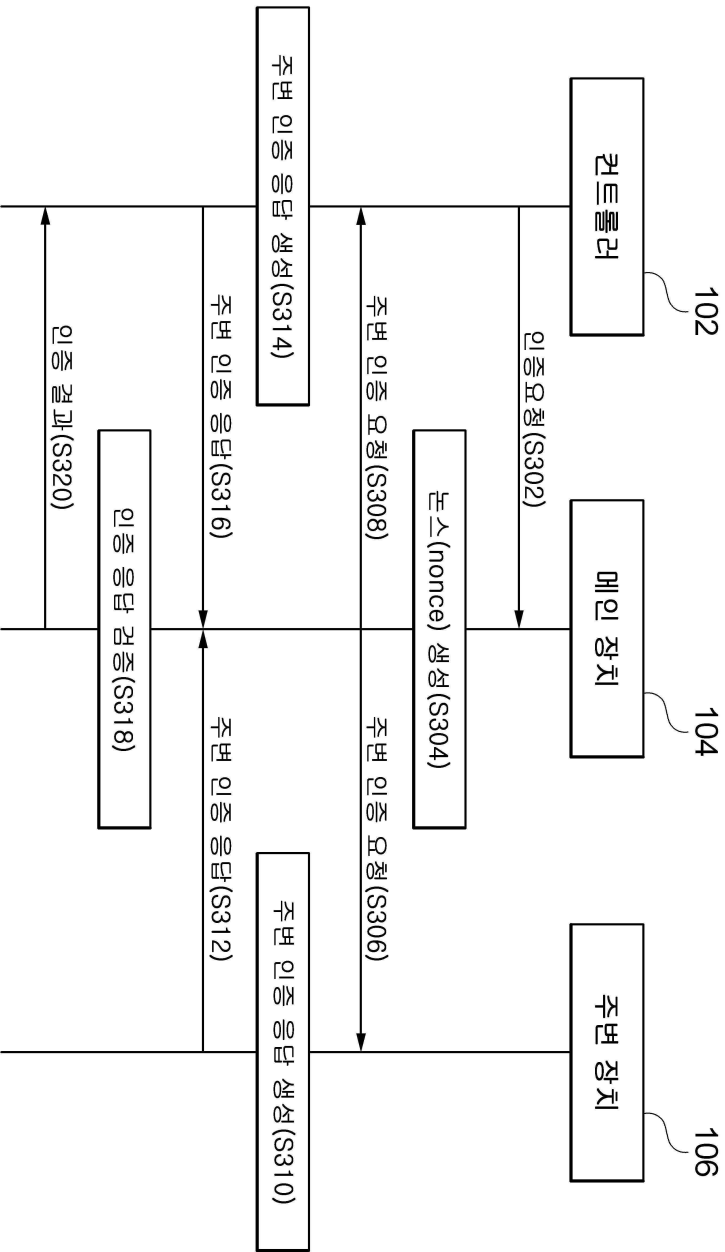 102
104
106
컨트롤러
메인 장치
주변 장치
인증요청(S302)
논스(nonce) 생성(S304)
주변 인증 요청(S308)
주변 인증 요청(S306)
주변 인증 응답 생성(S314)
주변 인증 응답 생성(S310)
주변 인증 응답(S316)
주변 인증 응답(S312)
인증 응답 검증(S318)
인증 결과(S320)